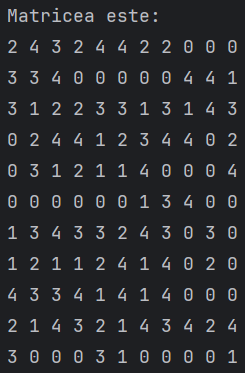 Matricea este:
2 4 3 2 4 4 2 2 0 0 0
3 3 4 0 0 0 0 0 4 4 1
3 1 2 2 3 3 1 3 1 4 3
0 2 4 4 1 2 3 4 4 0 2
0 3 1 2 1 1 4 0 0 0 4
0 0 0 0 0 0 1 3 4 0 0
1 3 4 3 3 2 4 3 0 3 0
1 2 1 1 2 4 1 4 0 2 0
4 3 3 4 1 4 1 4 0 0 0
2 1 4 3 2 1 4 3 4 2 4
3 0 0 0 3 1 0 0 0 0 1